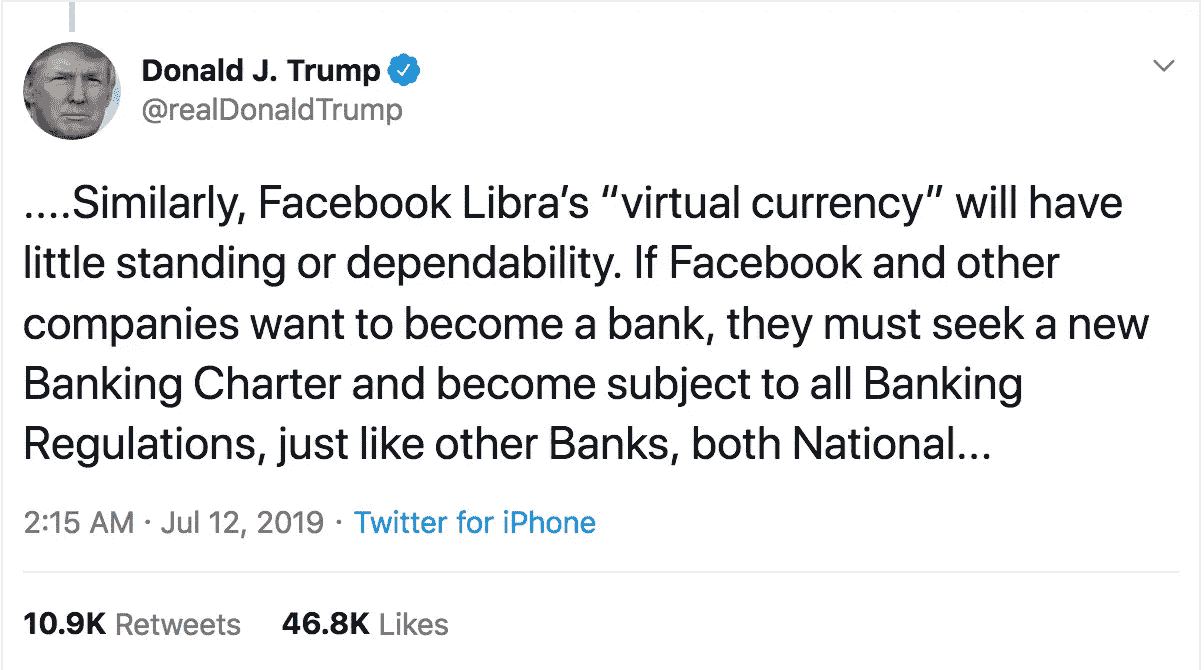 Donald J. Trump
@realDonaldTrump
....Similarly, Facebook Libra’s “virtual currency” will have
little standing or dependability. If Facebook and other
companies want to become a bank, they must seek a new
Banking Charter and become subject to all Banking
Regulations, just like other Banks, both National...
2:15 AM · Jul 12, 2019 · Twitter for iPhone
10.9K Retweets 46.8K Likes